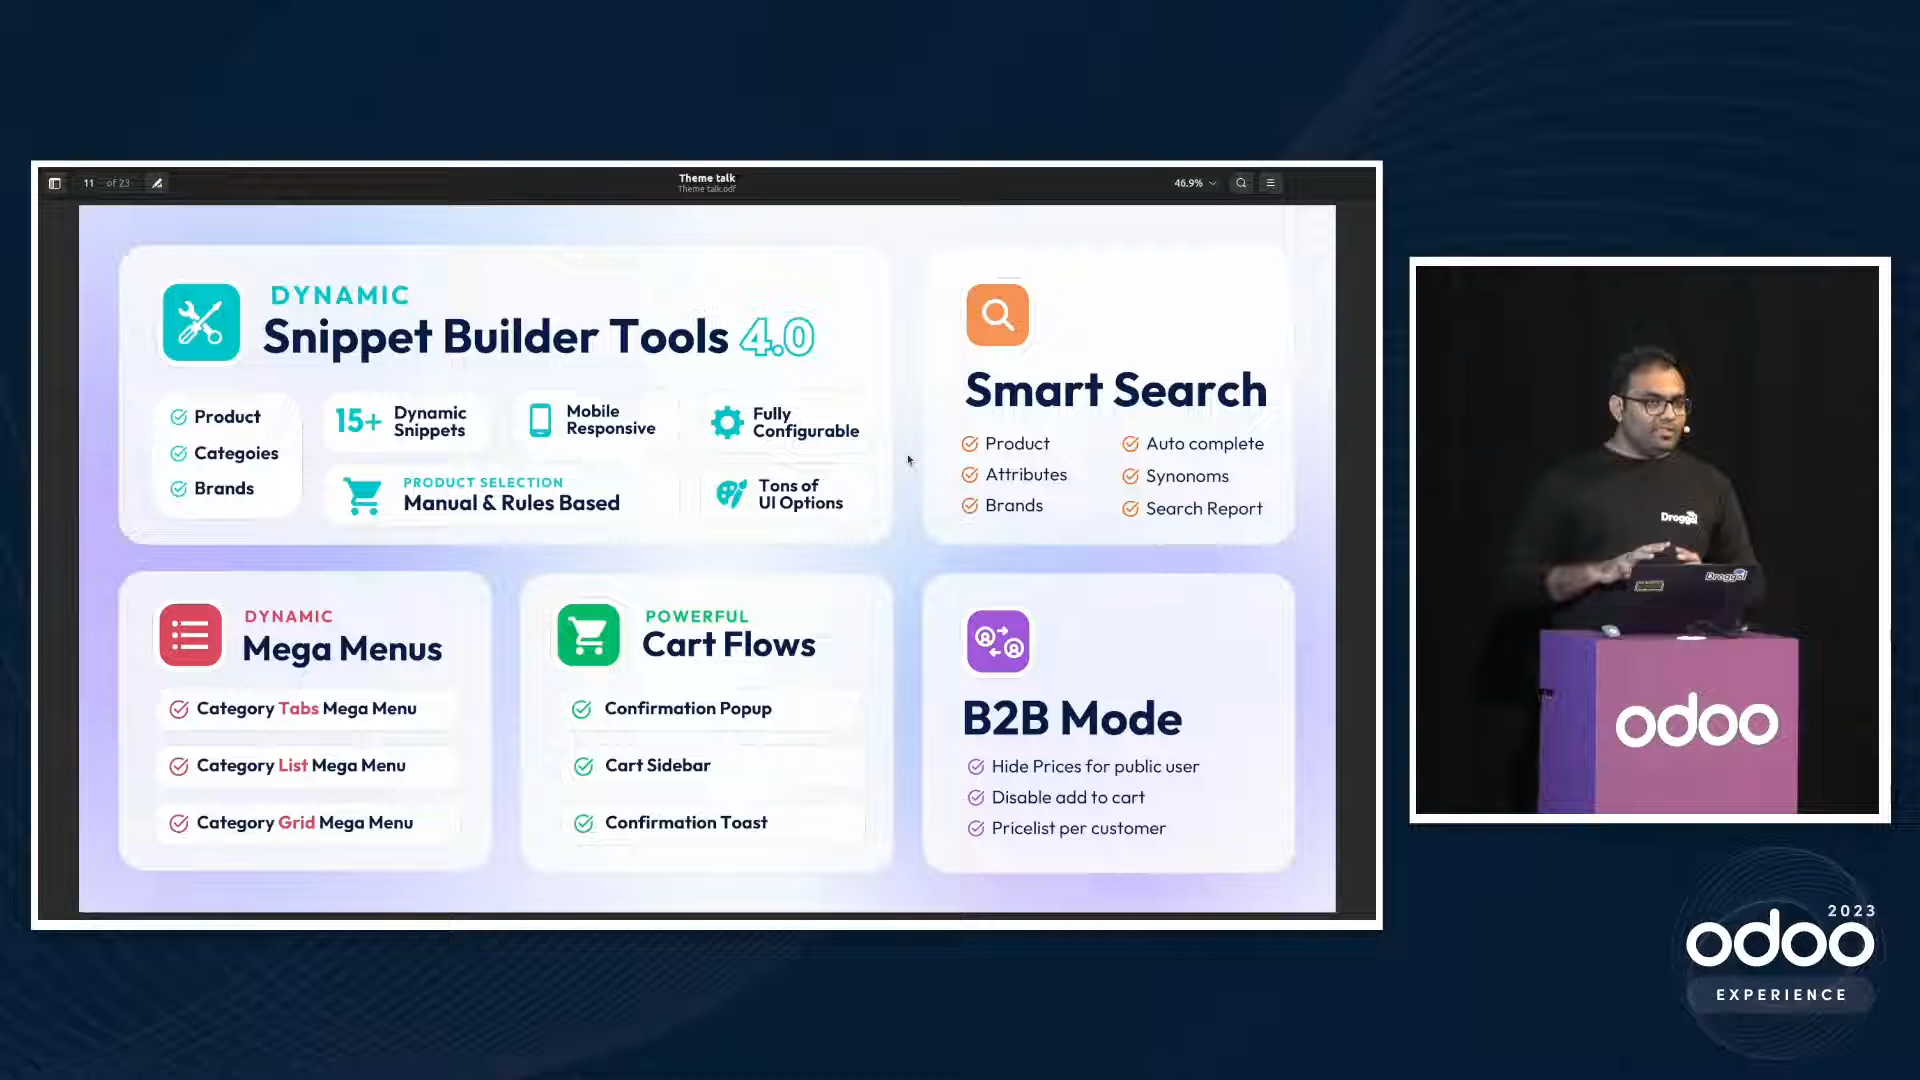 11 of 23
Theme talk
Theme talk.pdf
46.9%
DYNAMIC
Snippet Builder Tools 4.0
Product
Categoies
Brands
15+ Dynamic
Snippets
Mobile
Responsive
Fully
Configurable
PRODUCT SELECTION
Manual & Rules Based
Tons of
UI Options
Smart Search
Product
Attributes
Brands
Auto complete
Synonoms
Search Report
DYNAMIC
Mega Menus
Category Tabs Mega Menu
Category List Mega Menu
Category Grid Mega Menu
POWERFUL
Cart Flows
Confirmation Popup
Cart Sidebar
Confirmation Toast
B2B Mode
Hide Prices for public user
Disable add to cart
Pricelist per customer
Droggol
Droggol
odoo
2023
odoo
EXPERIENCE